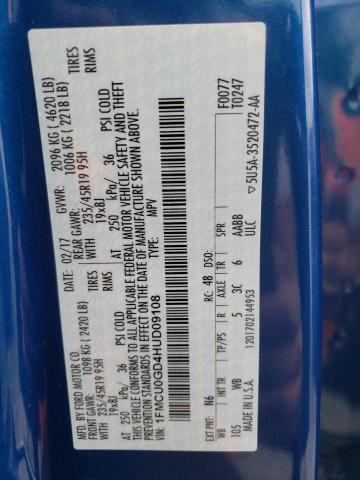 MFD. BY FORD MOTOR CO.
DATE: 02/17 GVWR: 2096 KG ( 4620 LB)
FRONT GAWR: 1098 KG ( 2420 LB) REAR GAWR: 1006 KG ( 2218 LB)
235/45R19 95H TIRES WITH 235/45R19 95H TIRES
19x8J RIMS 19x8J RIMS
AT 250 kPa/ 36 PSI COLD AT 250 kPa/ 36 PSI COLD
THIS VEHICLE CONFORMS TO ALL APPLICABLE FEDERAL MOTOR VEHICLE SAFETY AND THEFT
PREVENTION STANDARDS IN EFFECT ON THE DATE OF MANUFACTURE SHOWN ABOVE.
VIN: 1FMCU0GD4HUD09108 F0077
TYPE: MPV T0247
EXT PNT: N6 RC: 48 DSO:
WB INT TR TP/PS R AXLE TR SPR
105 UW 5 3C 6 AABB
MADE IN U.S.A. ULC
1201702144953
5U5A-3520472-AA